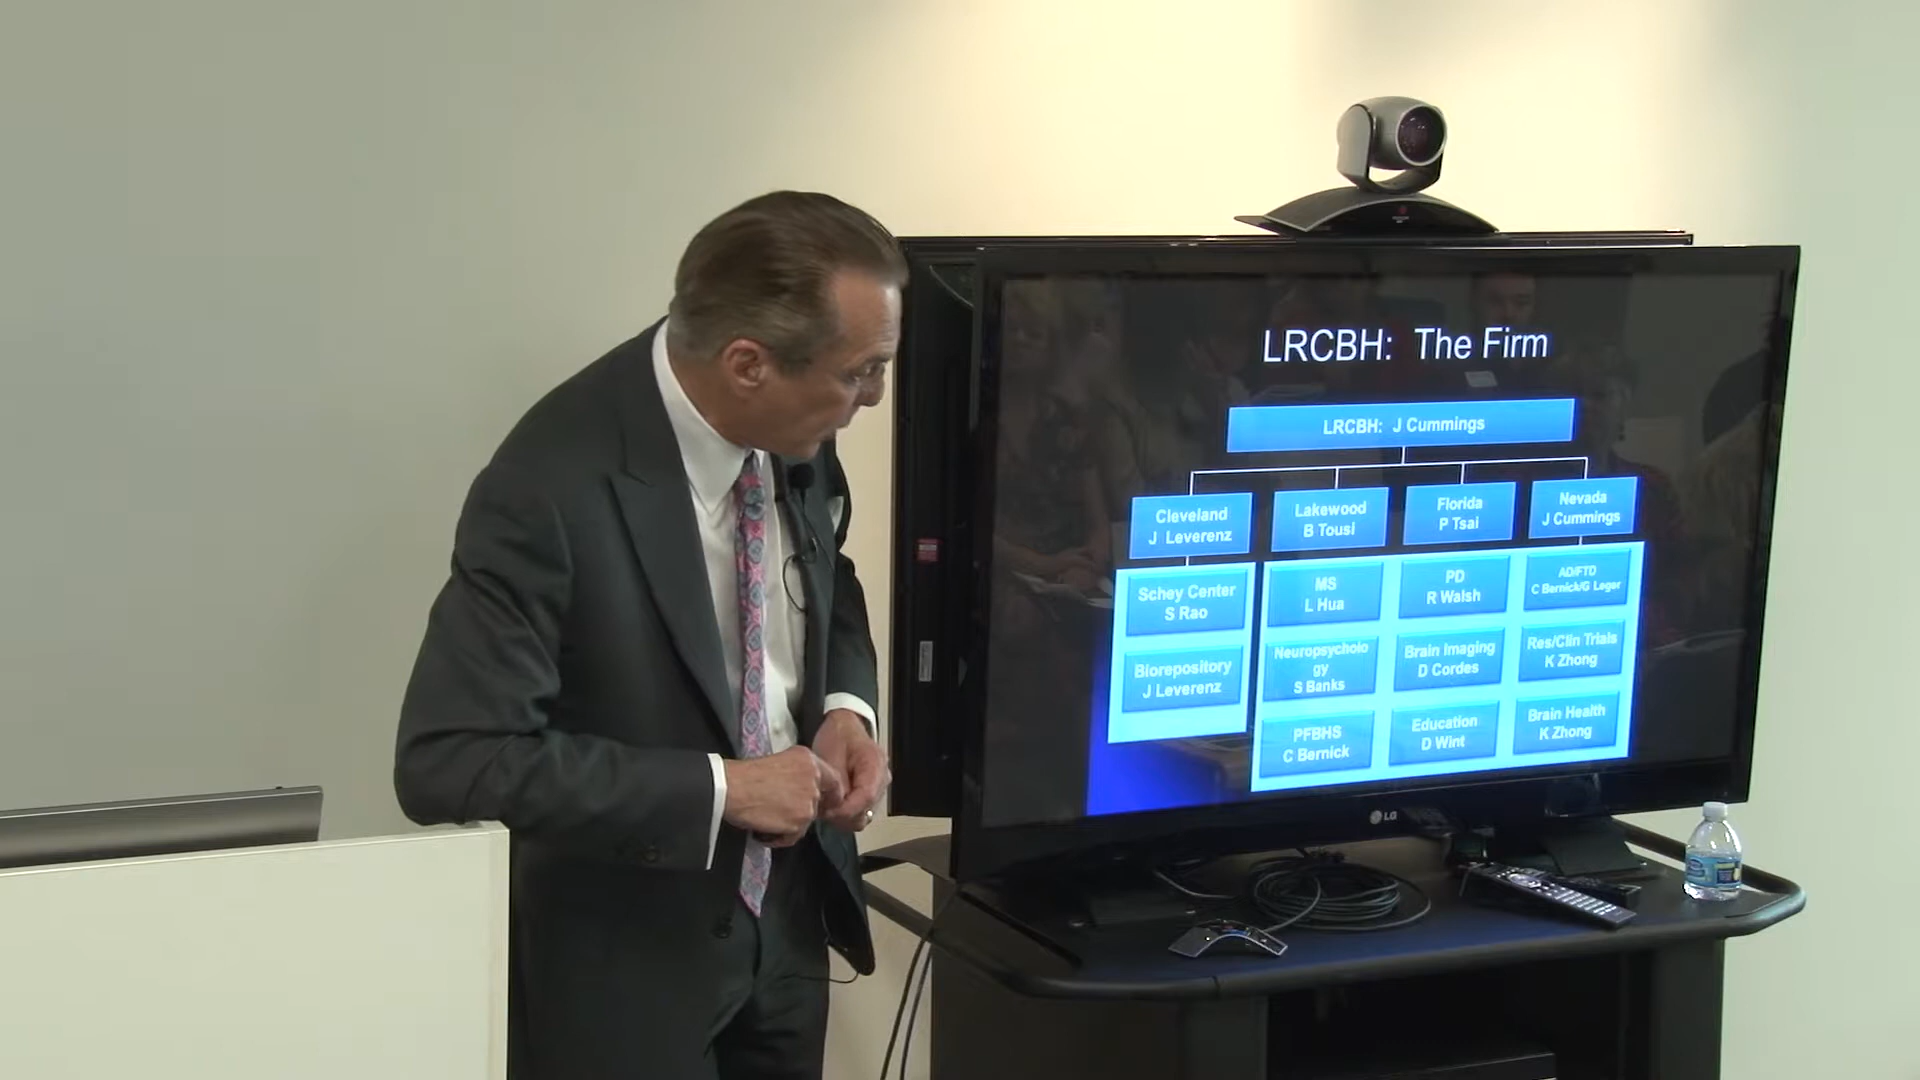 LRCBH: The Firm
LRCBH: J Cummings
Cleveland
J Leverenz
Lakewood
B Tousi
Florida
P Tsai
Nevada
J Cummings
Schey Center
S Rao
MS
L Hua
PD
R Walsh
AD/FTD
C Bernick/G Leger
Biorepository
J Leverenz
Neuropsycholo
gy
S Banks
Brain Imaging
D Cordes
Res/Clin Trials
K Zhong
PFBHS
C Bernick
Education
D Wint
Brain Health
K Zhong
LG